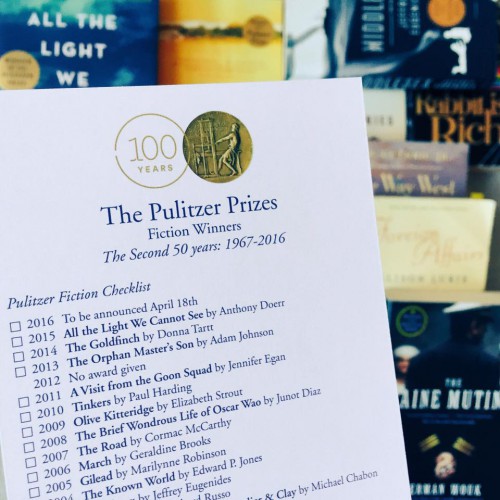 ALL THE
LIGHT
WE
MIDDLE
RABBIT IS
Rich
Way West
Foreign
Affairs
ALISON LURIE
THE
AINE MUTIN
ERMAN WOUK
100
YEARS
The Pulitzer Prizes
Fiction Winners
The Second 50 years: 1967-2016
Pulitzer Fiction Checklist
2016 To be announced April 18th
2015 All the Light We Cannot See by Anthony Doerr
2014 The Goldfinch by Donna Tartt
2013 The Orphan Master's Son by Adam Johnson
2012 No award given
2011 A Visit from the Goon Squad by Jennifer Egan
2010 Tinkers by Paul Harding
2009 Olive Kitteridge by Elizabeth Strout
2008 The Brief Wondrous Life of Oscar Wao by Junot Diaz
2007 The Road by Cormac McCarthy
2006 March by Geraldine Brooks
2005 Gilead by Marilynne Robinson
2004 The Known World by Edward P. Jones
by Jeffrey Eugenides
Russo
& Clay by Michael Chabon